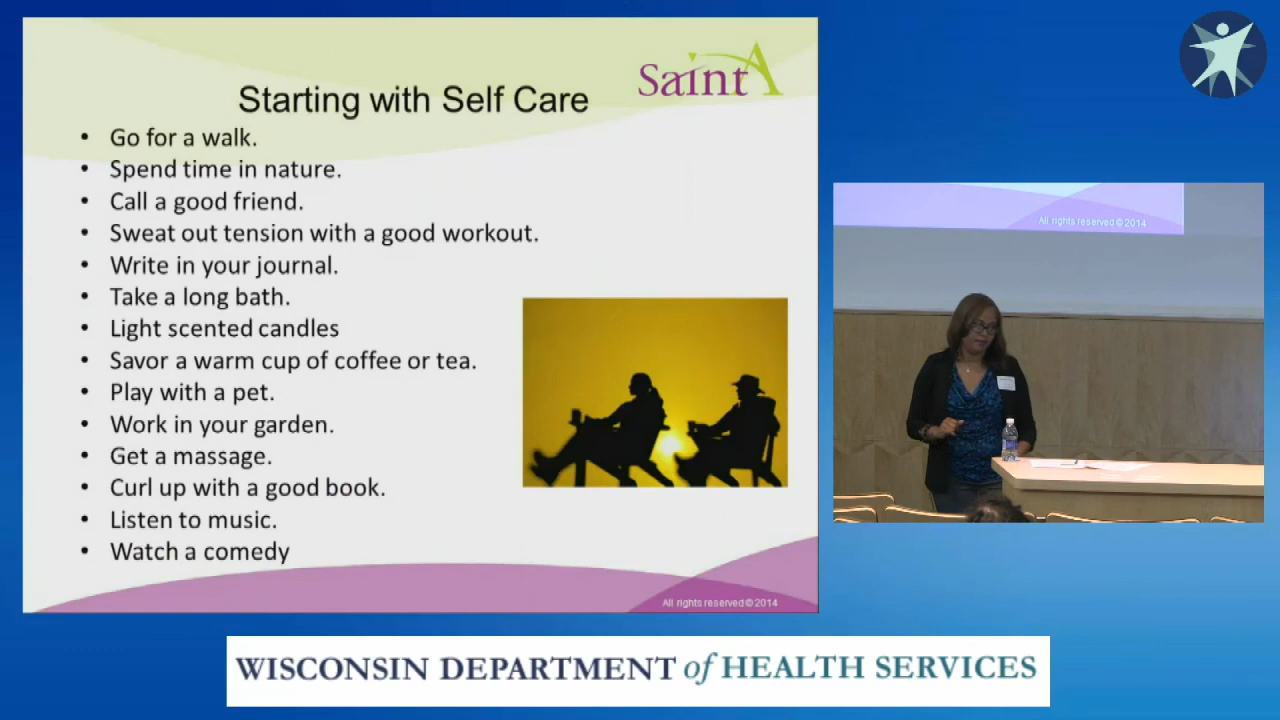 SaintA
Starting with Self Care
• Go for a walk.
• Spend time in nature.
• Call a good friend.
• Sweat out tension with a good workout.
• Write in your journal.
• Take a long bath.
• Light scented candles
• Savor a warm cup of coffee or tea.
• Play with a pet.
• Work in your garden.
• Get a massage.
• Curl up with a good book.
• Listen to music.
• Watch a comedy
All rights reserved © 2014
All rights reserved © 2014
WISCONSIN DEPARTMENT of HEALTH SERVICES